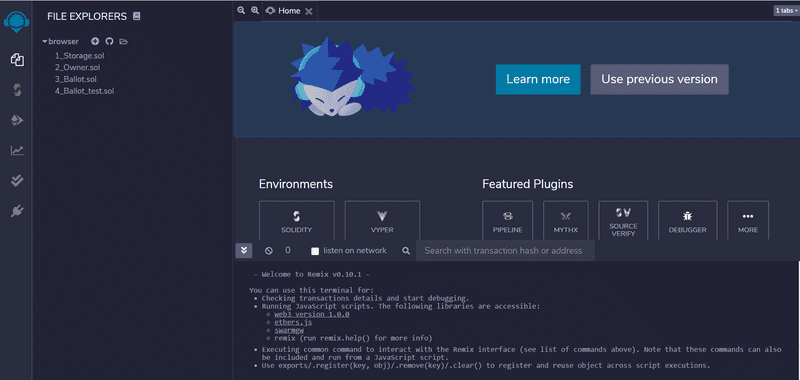 FILE EXPLORERS
browser
1_Storage.sol
2_Owner.sol
3_Ballot.sol
4_Ballot_test.sol
Home
1 tabs
Learn more
Use previous version
Environments
Featured Plugins
SOLIDITY
VYPER
PIPELINE
MYTHX
SOURCE
VERIFY
DEBUGGER
MORE
0
listen on network
Search with transaction hash or address
- Welcome to Remix v0.10.1 -
You can use this terminal for:
• Checking transactions details and start debugging.
• Running JavaScript scripts. The following libraries are accessible:
○ web3 version 1.0.0
○ ethers.js
○ swarmgw
○ remix (run remix.help() for more info)
• Executing common command to interact with the Remix interface (see list of commands above). Note that these commands can also
be included and run from a JavaScript script.
• Use exports/.register(key, obj)/.remove(key)/.clear() to register and reuse object across script executions.